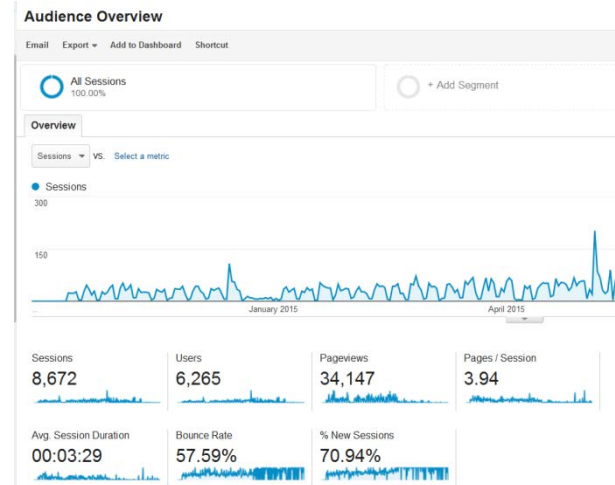 Audience Overview
Email Export Add to Dashboard Shortcut
All Sessions
100.00%
+ Add Segment
Overview
Sessions VS. Select a metric
Sessions
300
150
... January 2015 April 2015
Sessions Users Pageviews Pages / Session
8,672 6,265 34,147 3.94
Avg. Session Duration Bounce Rate % New Sessions
00:03:29 57.59% 70.94%